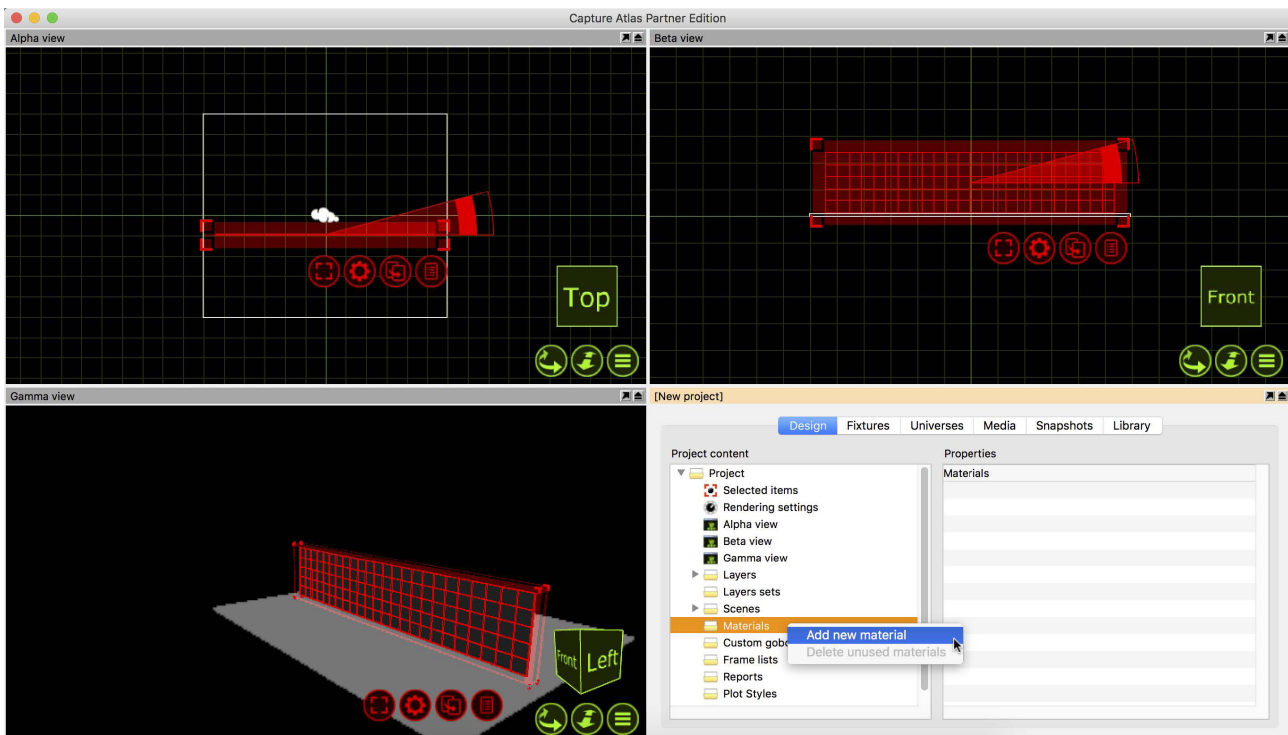 Capture Atlas Partner Edition
Alpha view
Beta view
Top
Front
Gamma view
Front
Left
[New project]
Design Fixtures Universes Media Snapshots Library
Project content
Properties
Project
Materials
Selected items
Rendering settings
Alpha view
Beta view
Gamma view
Layers
Layers sets
Scenes
Materials
Add new material
Custom gobo
Delete unused materials
Frame lists
Reports
Plot Styles